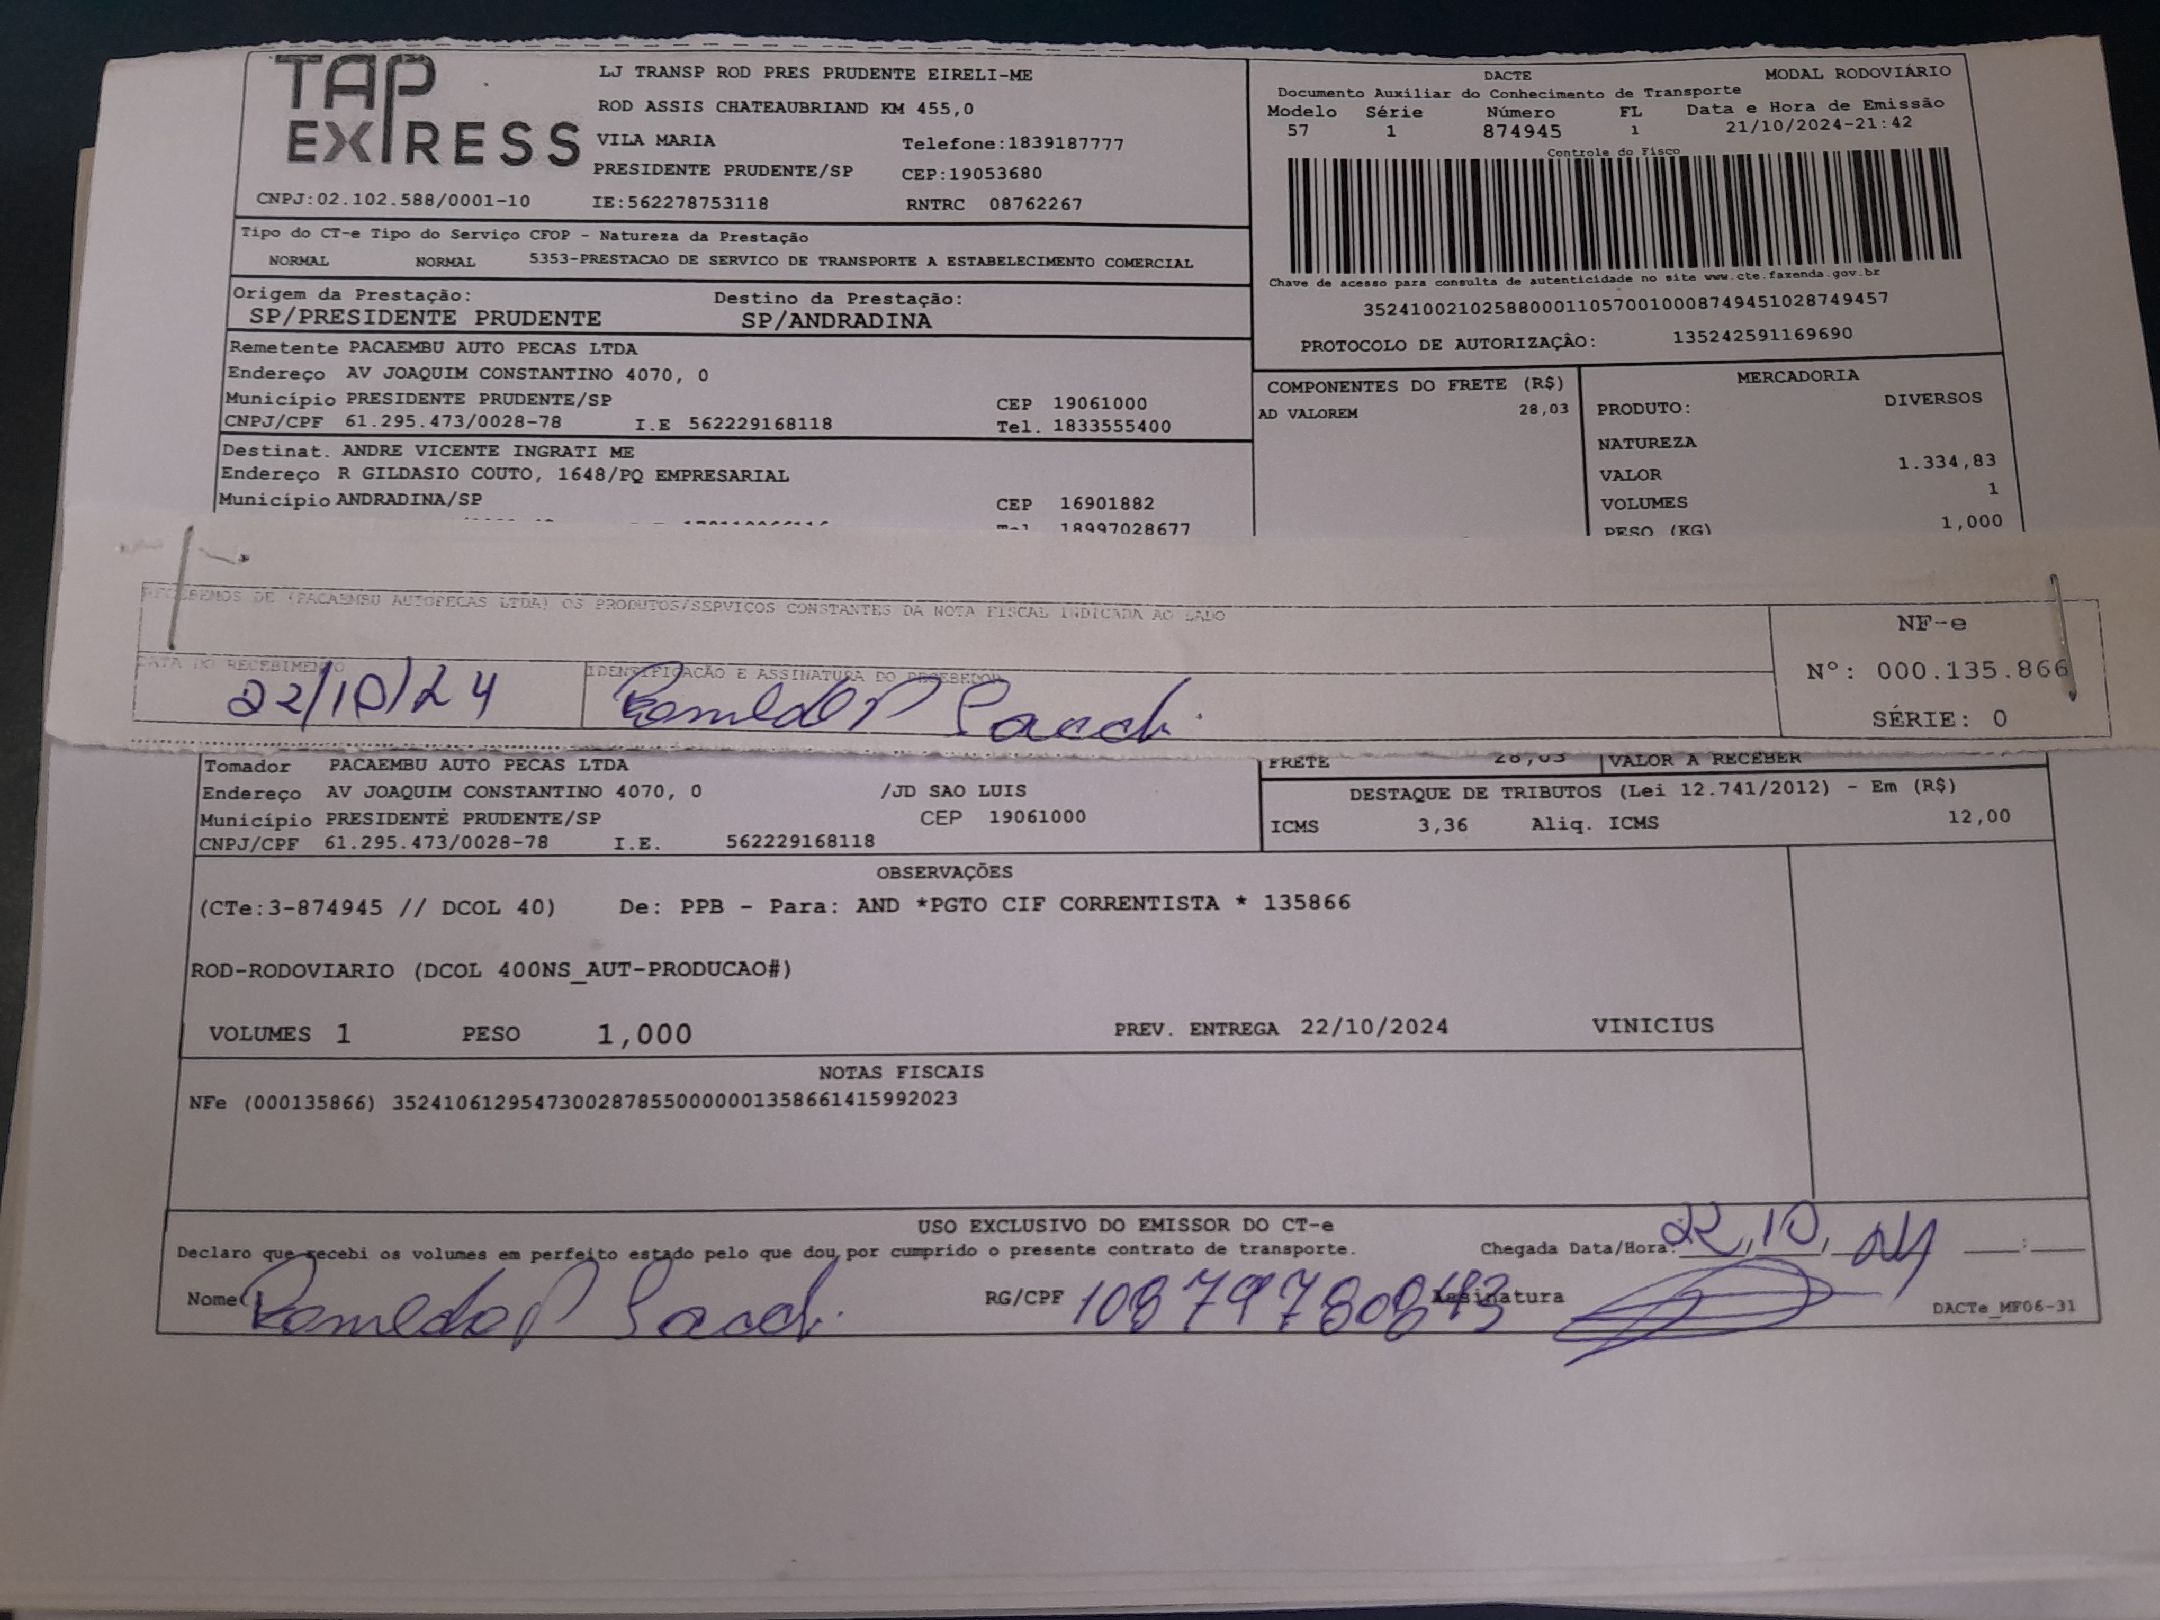 TAP EXPRESS
LJ TRANSP ROD PRES PRUDENTE EIRELI-ME
ROD ASSIS CHATEAUBRIAND KM 455,0
VILA MARIA Telefone:1839187777
PRESIDENTE PRUDENTE/SP CEP:19053680
CNPJ:02.102.588/0001-10 IE:562278753118 RNTRC 08762267
DACTE MODAL RODOVIÁRIO
Documento Auxiliar do Conhecimento de Transporte
Modelo Série Número FL Data e Hora de Emissão
57 1 874945 1 21/10/2024-21:42
Controle do Fisco
Chave de acesso para consulta de autenticidade no site www.cte.fazenda.gov.br
35241002102588000110570010008749451028749457
PROTOCOLO DE AUTORIZAÇÂO: 135242591169690
Tipo do CT-e Tipo do Serviço CFOP - Natureza da Prestação
NORMAL NORMAL 5353-PRESTACAO DE SERVICO DE TRANSPORTE A ESTABELECIMENTO COMERCIAL
Origem da Prestação: Destino da Prestação:
SP/PRESIDENTE PRUDENTE SP/ANDRADINA
Remetente PACAEMBU AUTO PECAS LTDA
Endereço AV JOAQUIM CONSTANTINO 4070, 0
Município PRESIDENTE PRUDENTE/SP CEP 19061000
CNPJ/CPF 61.295.473/0028-78 I.E 562229168118 Tel. 1833555400
Destinat. ANDRE VICENTE INGRATI ME
Endereço R GILDASIO COUTO, 1648/PQ EMPRESARIAL
Município ANDRADINA/SP CEP 16901882
18997028677
COMPONENTES DO FRETE (R$)
AD VALOREM 28,03
MERCADORIA
PRODUTO: DIVERSOS
NATUREZA
VALOR 1.334,83
VOLUMES 1
PESO (KG) 1,000
RECEBEMOS DE (PACAEMBU AUTOPECAS LTDA) OS PRODUTOS/SERVICOS CONSTANTES DA NOTA FISCAL INDICADA AO LADO
DATA DO RECEBIMENTO IDENTIFICAÇÃO E ASSINATURA DO RECEBEDOR
22/10/24
NF-e
Nº: 000.135.866
SÉRIE: 0
Tomador PACAEMBU AUTO PECAS LTDA
Endereço AV JOAQUIM CONSTANTINO 4070, 0 /JD SAO LUIS
Município PRESIDENTE PRUDENTE/SP CEP 19061000
CNPJ/CPF 61.295.473/0028-78 I.E. 562229168118
FRETE 28,03 VALOR A RECEBER
DESTAQUE DE TRIBUTOS (Lei 12.741/2012) - Em (R$)
ICMS 3,36 Aliq. ICMS 12,00
OBSERVAÇÕES
(CTe:3-874945 // DCOL 40) De: PPB - Para: AND *PGTO CIF CORRENTISTA * 135866
ROD-RODOVIARIO (DCOL 400NS_AUT-PRODUCAO#)
VOLUMES 1 PESO 1,000 PREV. ENTREGA 22/10/2024 VINICIUS
NOTAS FISCAIS
NFe (000135866) 35241061295473002878550000001358661415992023
USO EXCLUSIVO DO EMISSOR DO CT-e
Declaro que recebi os volumes em perfeito estado pelo que dou por cumprido o presente contrato de transporte. Chegada Data/Hora: 22, 10, 24
Nome RG/CPF Assinatura DACTe_MF06-31